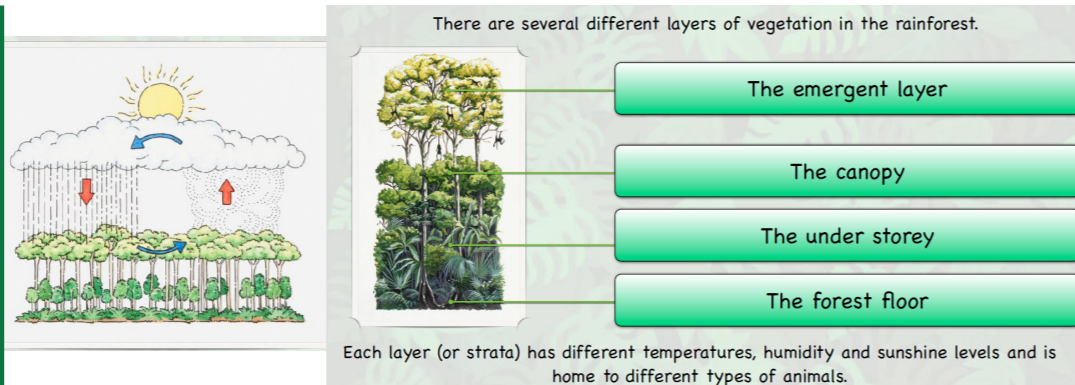 There are several different layers of vegetation in the rainforest.
The emergent layer
The canopy
The under storey
The forest floor
Each layer (or strata) has different temperatures, humidity and sunshine levels and is
home to different types of animals.